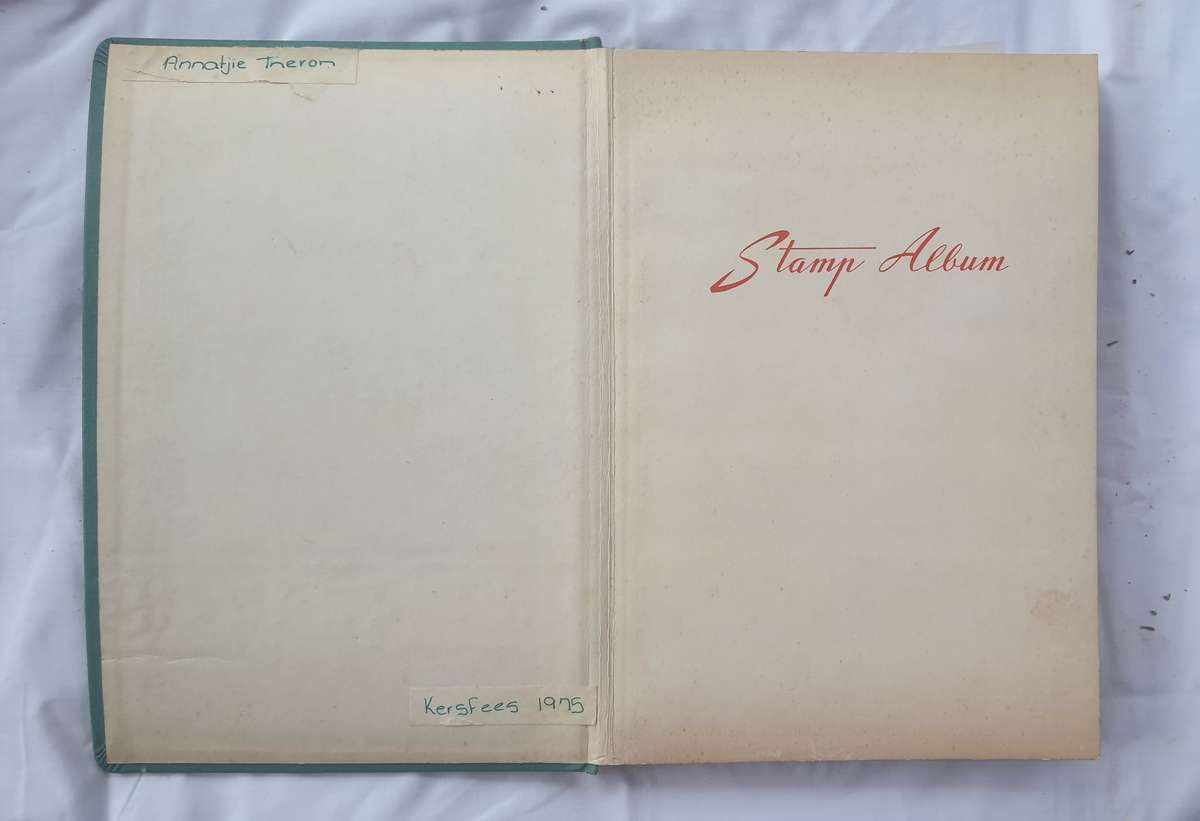 Annatjie Theron
Kersfees 1975
Stamp Album